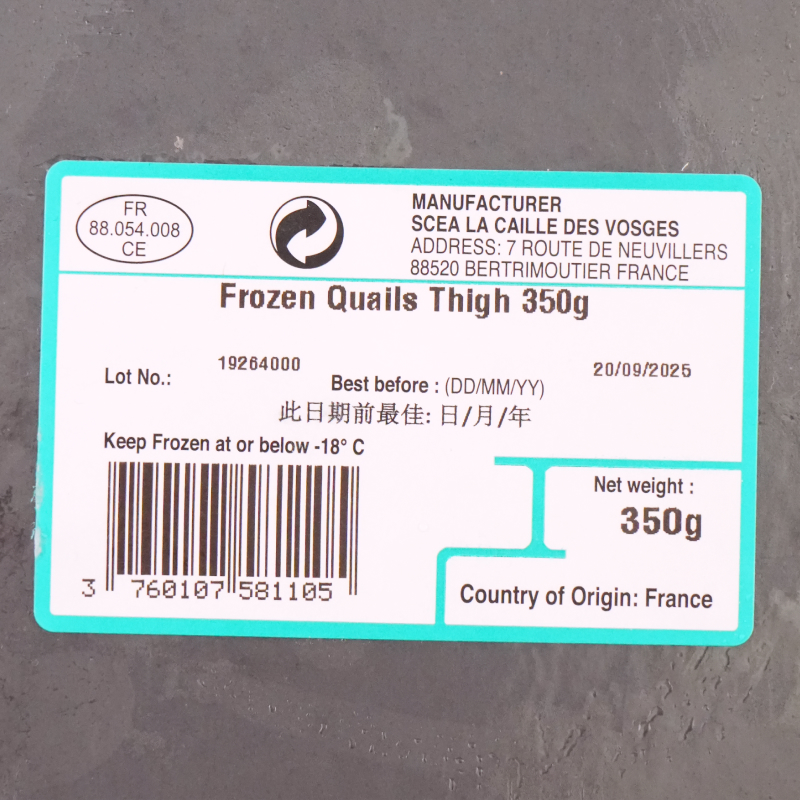 FR
88.054.008
CE
MANUFACTURER
SCEA LA CAILLE DES VOSGES
ADDRESS: 7 ROUTE DE NEUVILLERS
88520 BERTRIMOUTIER FRANCE
Frozen Quails Thigh 350g
Lot No.: 19264000
Best before : (DD/MM/YY) 20/09/2025
此日期前最佳: 日/月/年
Keep Frozen at or below -18° C
3 760107 581105
Net weight :
350g
Country of Origin: France